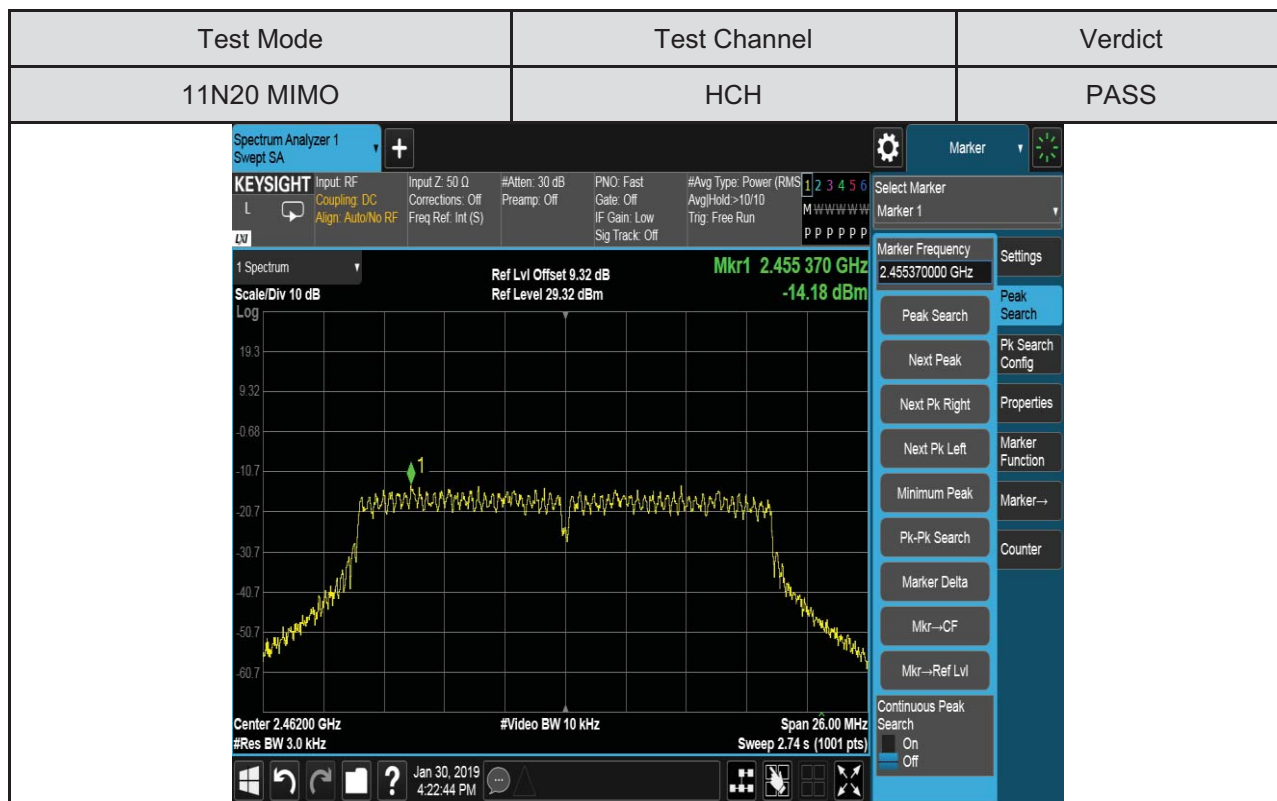 Test Mode Test Channel Verdict
11N20 MIMO HCH PASS
Spectrum Analyzer 1
Swept SA
+
Marker
KEYSIGHT
L
LXI
Input: RF
Coupling: DC
Align: Auto/No RF
Input Z: 50 Ω
Corrections: Off
Freq Ref: Int (S)
#Atten: 30 dB
Preamp: Off
PNO: Fast
Gate: Off
IF Gain: Low
Sig Track: Off
#Avg Type: Power (RMS
Avg|Hold:>10/10
Trig: Free Run
1 2 3 4 5 6
M W W W W W
P P P P P P
Select Marker
Marker 1
1 Spectrum
Scale/Div 10 dB
Log
Ref Lvl Offset 9.32 dB
Ref Level 29.32 dBm
Mkr1 2.455 370 GHz
-14.18 dBm
19.3
9.32
-0.68
-10.7
-20.7
-30.7
-40.7
-50.7
-60.7
1
Center 2.46200 GHz
#Res BW 3.0 kHz
#Video BW 10 kHz
Span 26.00 MHz
Sweep 2.74 s (1001 pts)
Marker Frequency
2.455370000 GHz
Peak Search
Next Peak
Next Pk Right
Next Pk Left
Minimum Peak
Pk-Pk Search
Marker Delta
Mkr→CF
Mkr→Ref Lvl
Continuous Peak
Search
On
Off
Settings
Peak
Search
Pk Search
Config
Properties
Marker
Function
Marker→
Counter
?
Jan 30, 2019
4:22:44 PM